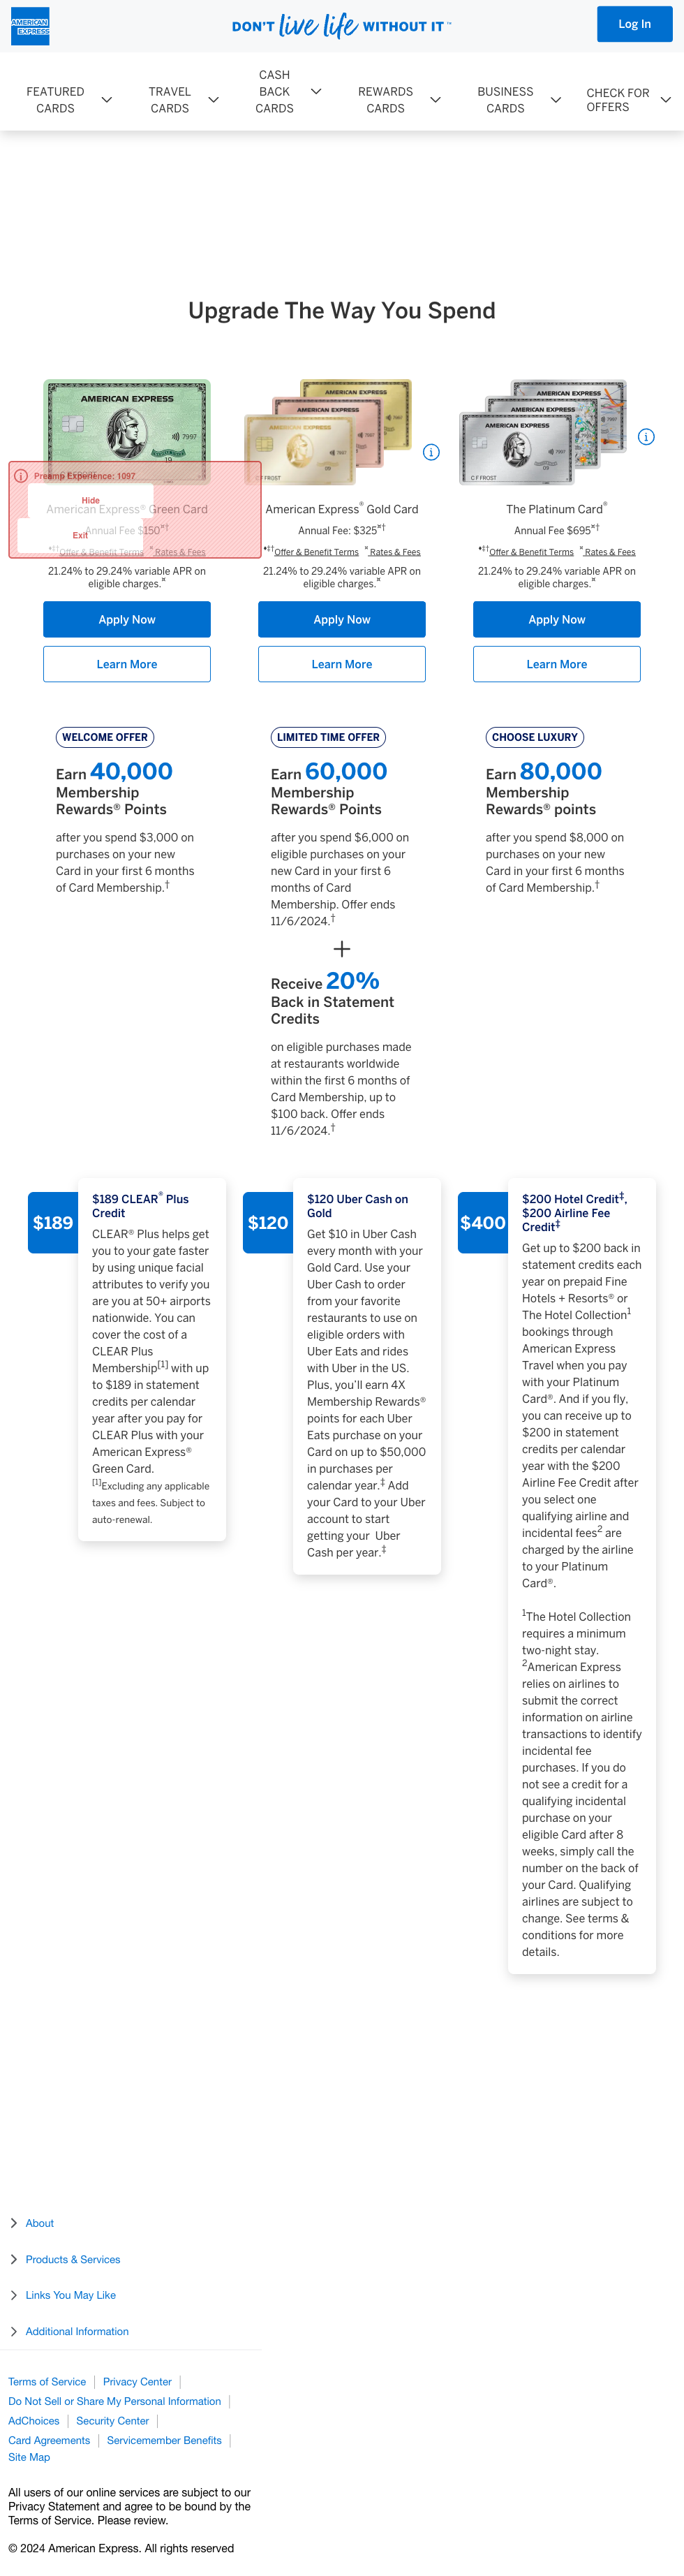 AMERICAN
EXPRESS
DON'T live life WITHOUT IT™
Log In
FEATURED
CARDS
TRAVEL
CARDS
CASH
BACK
CARDS
REWARDS
CARDS
BUSINESS
CARDS
CHECK FOR
OFFERS
Upgrade The Way You Spend
AMERICAN EXPRESS
7997
19
C F FROST
Preamp Experience: 1097
Hide
Exit
American Express® Green Card
Annual Fee $150¤†
♦‡†Offer & Benefit Terms ¤ Rates & Fees
21.24% to 29.24% variable APR on
eligible charges.¤
Apply Now
Learn More
AMERICAN EXPRESS
7997
C F FROST
American Express® Gold Card
Annual Fee: $325¤†
♦‡†Offer & Benefit Terms ¤ Rates & Fees
21.24% to 29.24% variable APR on
eligible charges.¤
Apply Now
Learn More
AMERICAN EXPRESS
C F FROST
The Platinum Card®
Annual Fee $695¤†
♦‡†Offer & Benefit Terms ¤ Rates & Fees
21.24% to 29.24% variable APR on
eligible charges.¤
Apply Now
Learn More
WELCOME OFFER
Earn 40,000
Membership
Rewards® Points
after you spend $3,000 on
purchases on your new
Card in your first 6 months
of Card Membership.†
LIMITED TIME OFFER
Earn 60,000
Membership
Rewards® Points
after you spend $6,000 on
eligible purchases on your
new Card in your first 6
months of Card
Membership. Offer ends
11/6/2024.†
+
Receive 20%
Back in Statement
Credits
on eligible purchases made
at restaurants worldwide
within the first 6 months of
Card Membership, up to
$100 back. Offer ends
11/6/2024.†
CHOOSE LUXURY
Earn 80,000
Membership
Rewards® points
after you spend $8,000 on
purchases on your new
Card in your first 6 months
of Card Membership.†
$189
$189 CLEAR® Plus
Credit
CLEAR® Plus helps get
you to your gate faster
by using unique facial
attributes to verify you
are you at 50+ airports
nationwide. You can
cover the cost of a
CLEAR Plus
Membership[1] with up
to $189 in statement
credits per calendar
year after you pay for
CLEAR Plus with your
American Express®
Green Card.
[1]Excluding any applicable
taxes and fees. Subject to
auto-renewal.
$120
$120 Uber Cash on
Gold
Get $10 in Uber Cash
every month with your
Gold Card. Use your
Uber Cash to order
from your favorite
restaurants to use on
eligible orders with
Uber Eats and rides
with Uber in the US.
Plus, you'll earn 4X
Membership Rewards®
points for each Uber
Eats purchase on your
Card on up to $50,000
in purchases per
calendar year.‡ Add
your Card to your Uber
account to start
getting your Uber
Cash per year.‡
$400
$200 Hotel Credit‡,
$200 Airline Fee
Credit‡
Get up to $200 back in
statement credits each
year on prepaid Fine
Hotels + Resorts® or
The Hotel Collection1
bookings through
American Express
Travel when you pay
with your Platinum
Card®. And if you fly,
you can receive up to
$200 in statement
credits per calendar
year with the $200
Airline Fee Credit after
you select one
qualifying airline and
incidental fees2 are
charged by the airline
to your Platinum
Card®.
1The Hotel Collection
requires a minimum
two-night stay.
2American Express
relies on airlines to
submit the correct
information on airline
transactions to identify
incidental fee
purchases. If you do
not see a credit for a
qualifying incidental
purchase on your
eligible Card after 8
weeks, simply call the
number on the back of
your Card. Qualifying
airlines are subject to
change. See terms &
conditions for more
details.
About
Products & Services
Links You May Like
Additional Information
Terms of Service
Privacy Center
Do Not Sell or Share My Personal Information
AdChoices
Security Center
Card Agreements
Servicemember Benefits
Site Map
All users of our online services are subject to our
Privacy Statement and agree to be bound by the
Terms of Service. Please review.
© 2024 American Express. All rights reserved